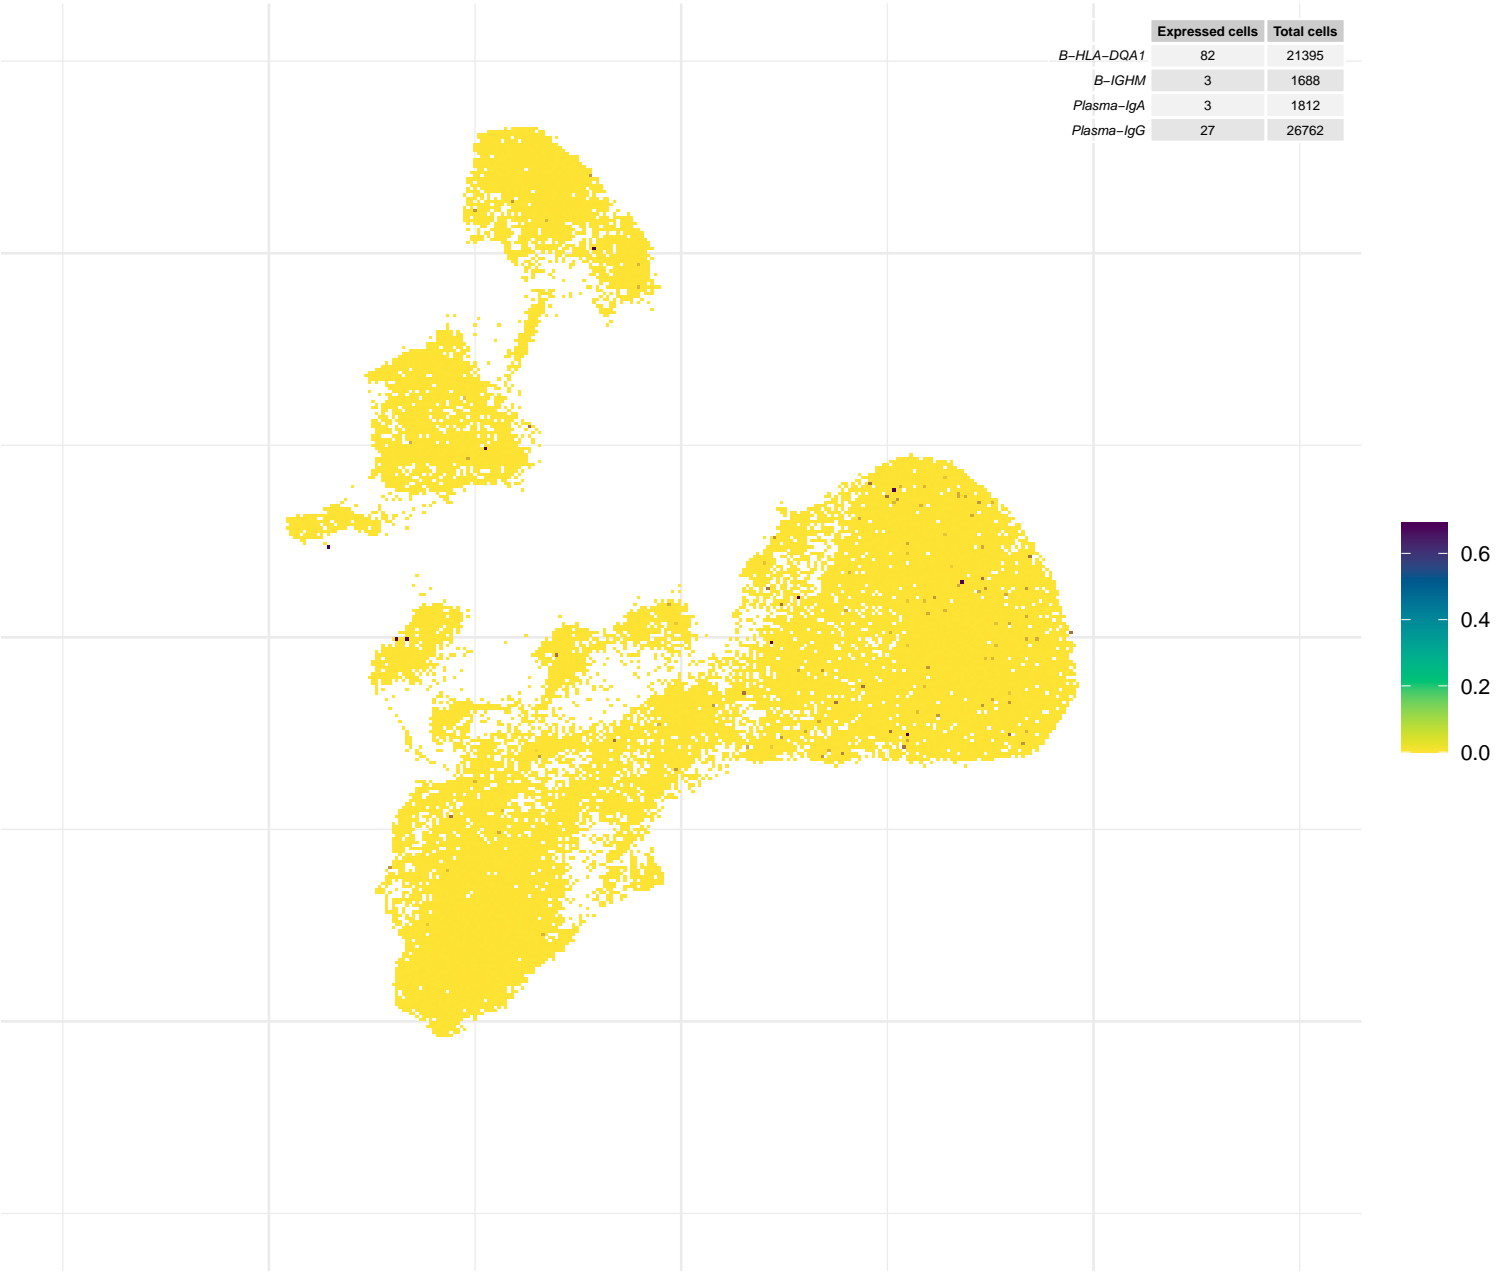 Expressed cells Total cells
B−HLA−DQA1 82 21395
B−IGHM 3 1688
Plasma−IgA 3 1812
Plasma−IgG 27 26762
0.6
0.4
0.2
0.0